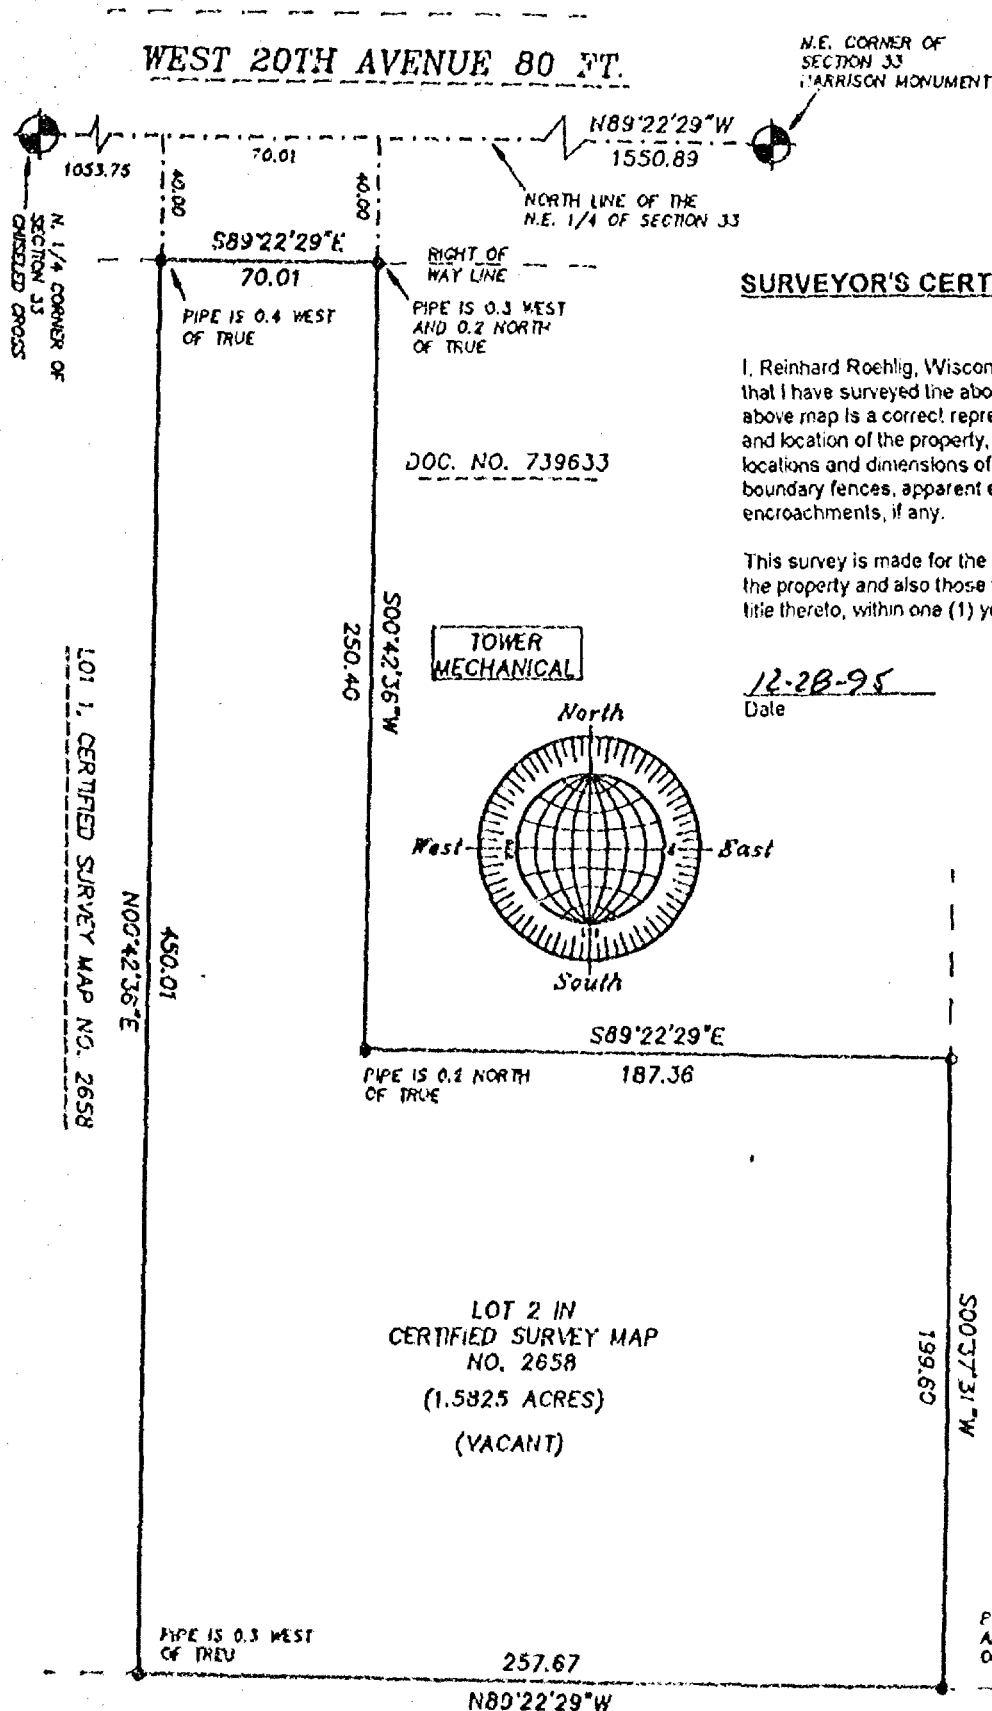 WEST 20TH AVENUE 80 FT.
N.E. CORNER OF
SECTION 33
HARRISON MONUMENT
N89°22'29"W
1053.75
70.01
1550.89
40.00
40.00
NORTH LINE OF THE
N.E. 1/4 OF SECTION 33
N. 1/4 CORNER OF
SECTION 33
CHISELED CROSS
S89°22'29"E
70.01
RIGHT OF
WAY LINE
PIPE IS 0.4 WEST
OF TRUE
PIPE IS 0.3 WEST
AND 0.2 NORTH
OF TRUE
SURVEYOR'S CERT
I, Reinhard Roehlig, Wiscon
that I have surveyed the abo
above map is a correct repre
and location of the property,
locations and dimensions of
boundary fences, apparent e
encroachments, if any.
DOC. NO. 739633
This survey is made for the
the property and also those
title thereto, within one (1) y
S00°42'36"W
250.40
TOWER
MECHANICAL
12-28-95
Date
LOT 1, CERTIFIED SURVEY MAP NO. 2658
North
West
East
South
450.01
N00°42'36"E
S89°22'29"E
187.36
PIPE IS 0.2 NORTH
OF TRUE
LOT 2 IN
CERTIFIED SURVEY MAP
NO. 2658
(1.5825 ACRES)
(VACANT)
S00°37'31"W
199.60
PIPE IS 0.3 WEST
OF TREU
257.67
N89°22'29"W